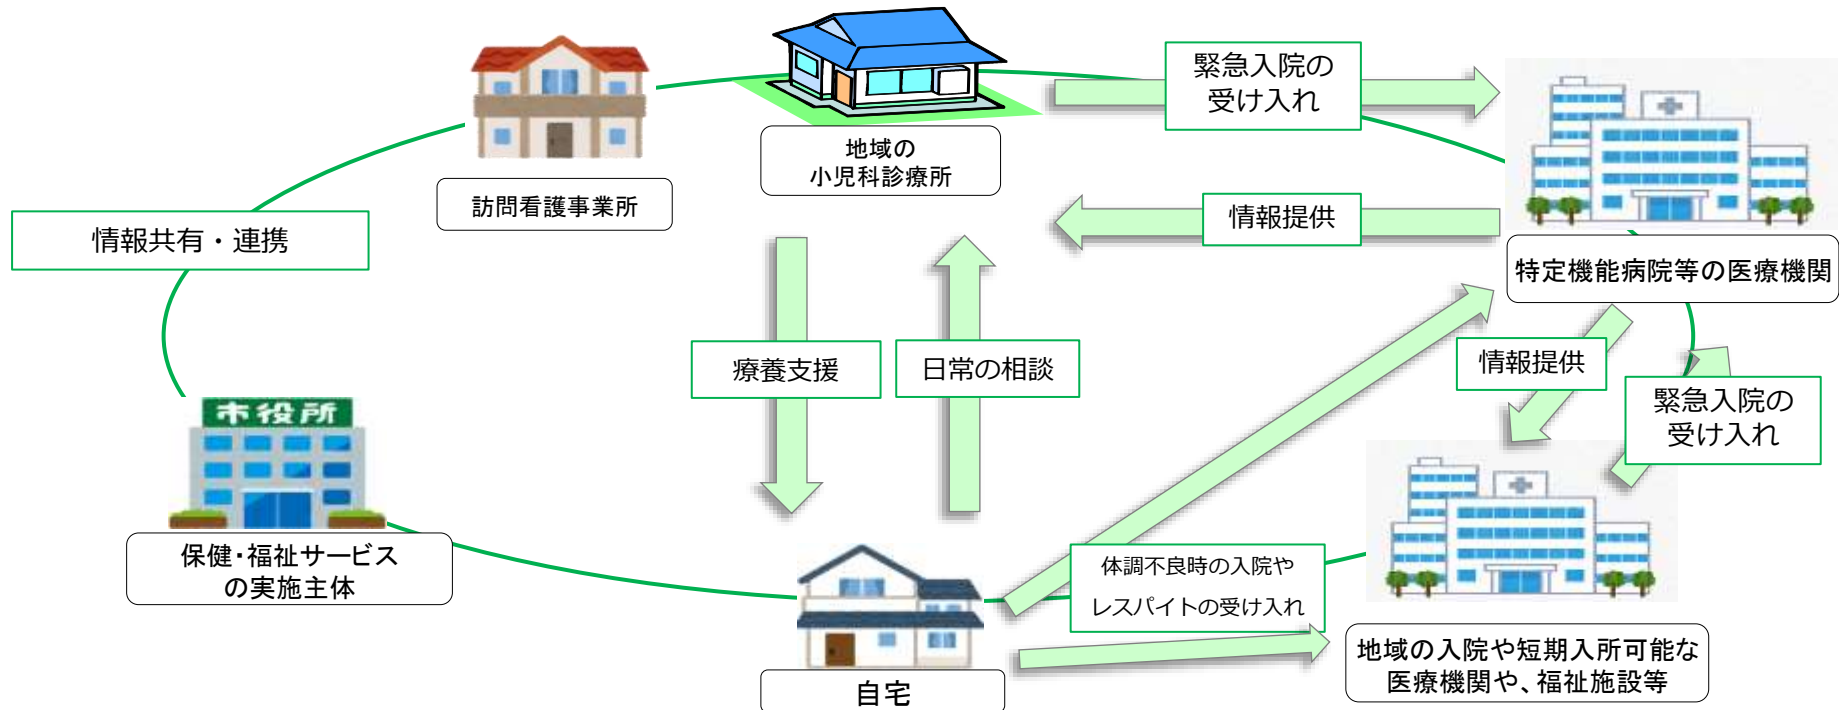 緊急入院の
受け入れ
地域の
小児科診療所
訪問看護事業所
情報共有・連携
情報提供
特定機能病院等の医療機関
療養支援
日常の相談
情報提供
緊急入院の
受け入れ
市役所
保健・福祉サービス
の実施主体
体調不良時の入院や
レスパイトの受け入れ
自宅
地域の入院や短期入所可能な
医療機関や、福祉施設等